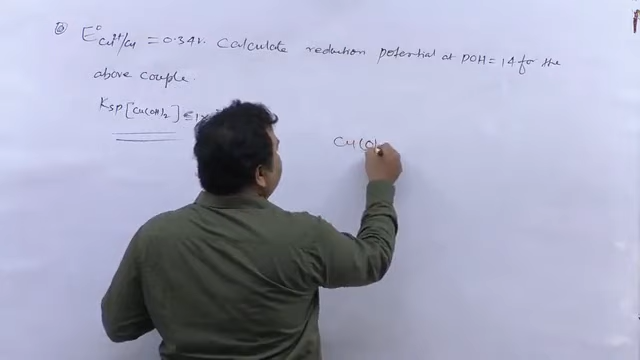 E°Cu²⁺/Cu = 0.34V. Calculate reduction potential at POH = 14 for the
above couple.
Ksp [Cu(OH)₂] = 1×
Cu(O